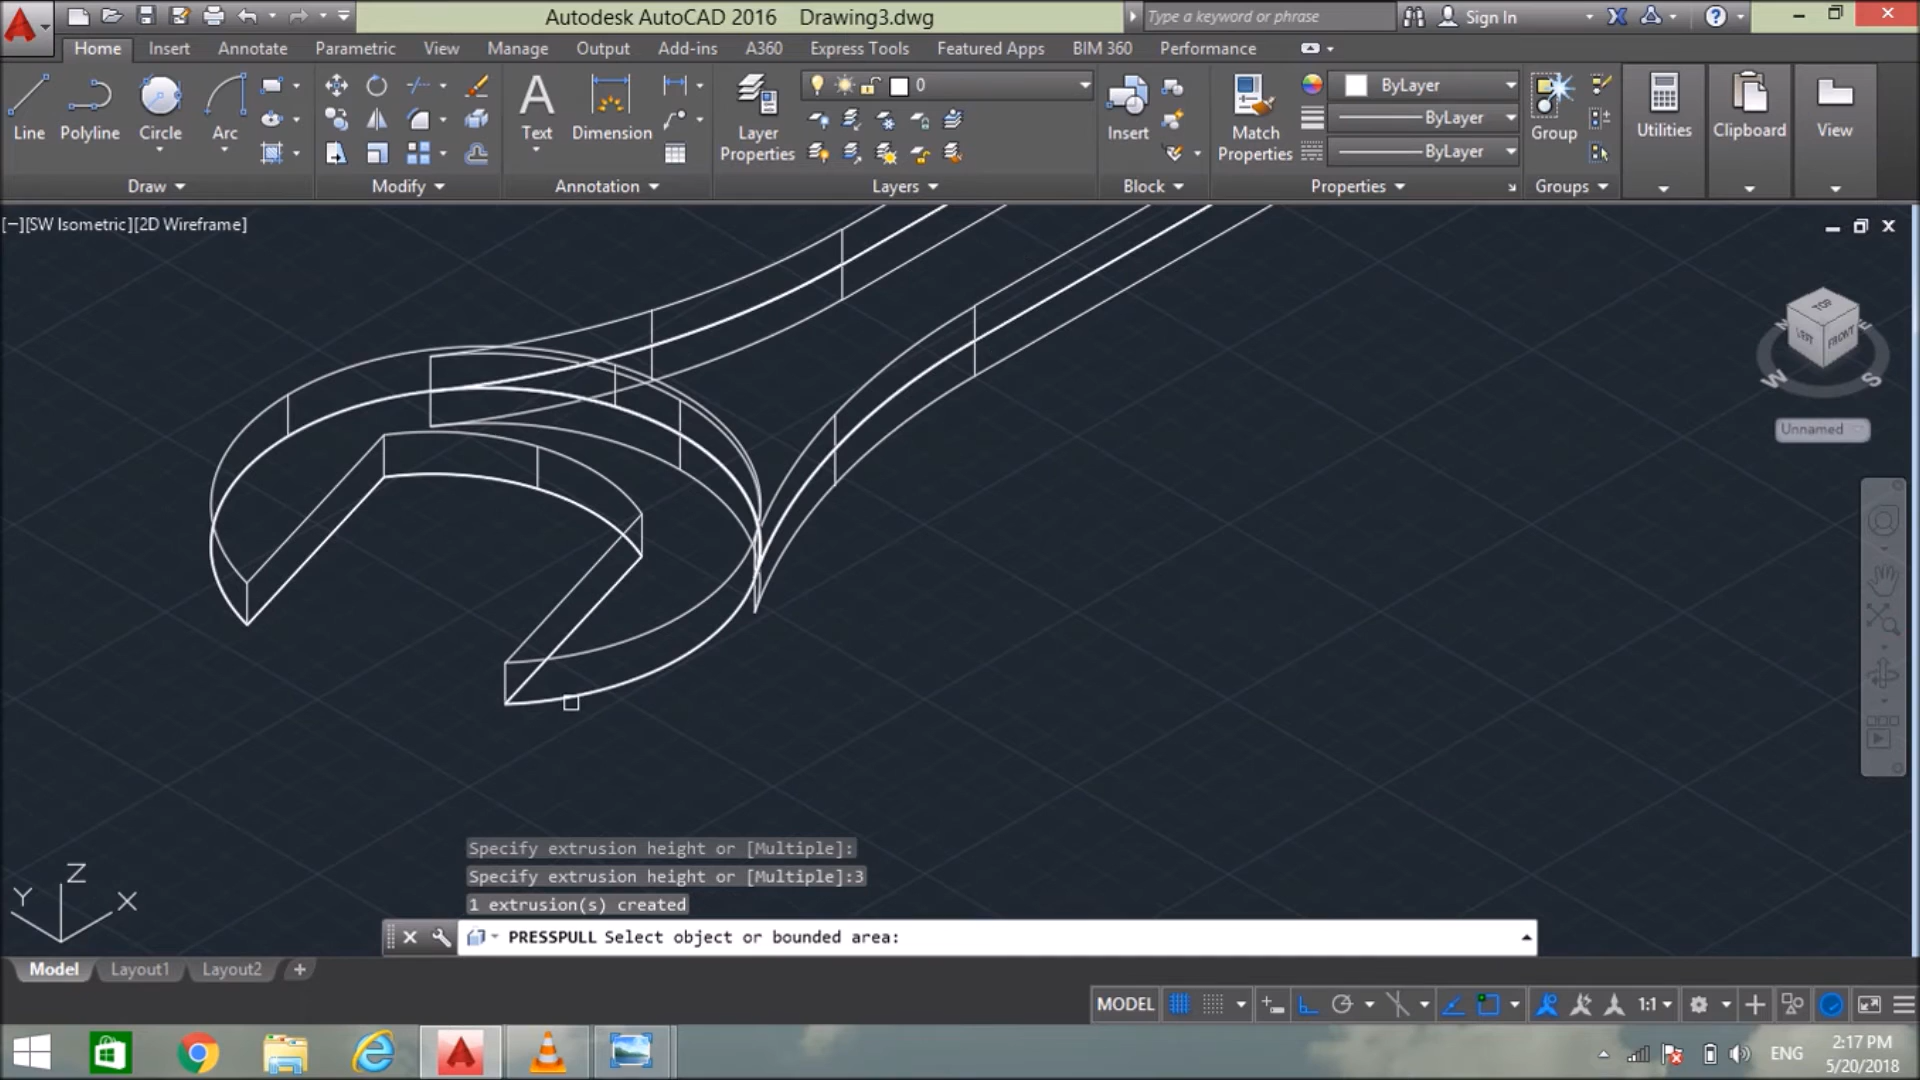 Autodesk AutoCAD 2016 Drawing3.dwg
Type a keyword or phrase
Sign In
Home Insert Annotate Parametric View Manage Output Add-ins A360 Express Tools Featured Apps BIM 360 Performance
Line Polyline Circle Arc
Draw
Modify
Text Dimension
Annotation
Layer Properties
0
Layers
Insert
Block
Match Properties
ByLayer
ByLayer
ByLayer
Properties
Group
Groups
Utilities
Clipboard
View
[−][SW Isometric][2D Wireframe]
TOP
LEFT
FRONT
N
E
W
S
Unnamed
Specify extrusion height or [Multiple]:
Specify extrusion height or [Multiple]:3
1 extrusion(s) created
PRESSPULL Select object or bounded area:
Z
Y
X
Model Layout1 Layout2 +
MODEL
1:1
ENG
2:17 PM
5/20/2018